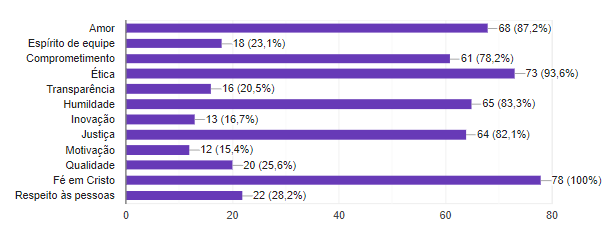 Amor 68 (87,2%)
Espírito de equipe 18 (23,1%)
Comprometimento 61 (78,2%)
Ética 73 (93,6%)
Transparência 16 (20,5%)
Humildade 65 (83,3%)
Inovação 13 (16,7%)
Justiça 64 (82,1%)
Motivação 12 (15,4%)
Qualidade 20 (25,6%)
Fé em Cristo 78 (100%)
Respeito às pessoas 22 (28,2%)
0 20 40 60 80